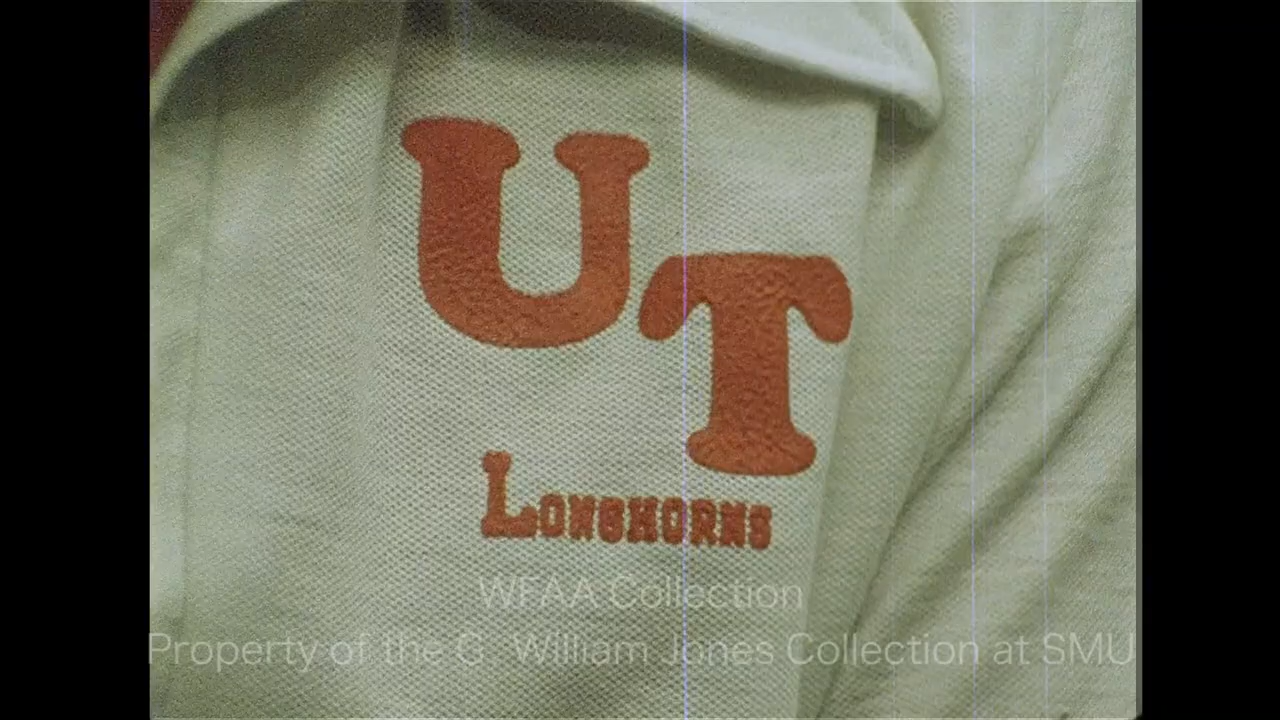 UT
LONGHORNS
WFAA Collection
Property of the G. William Jones Collection at SMU